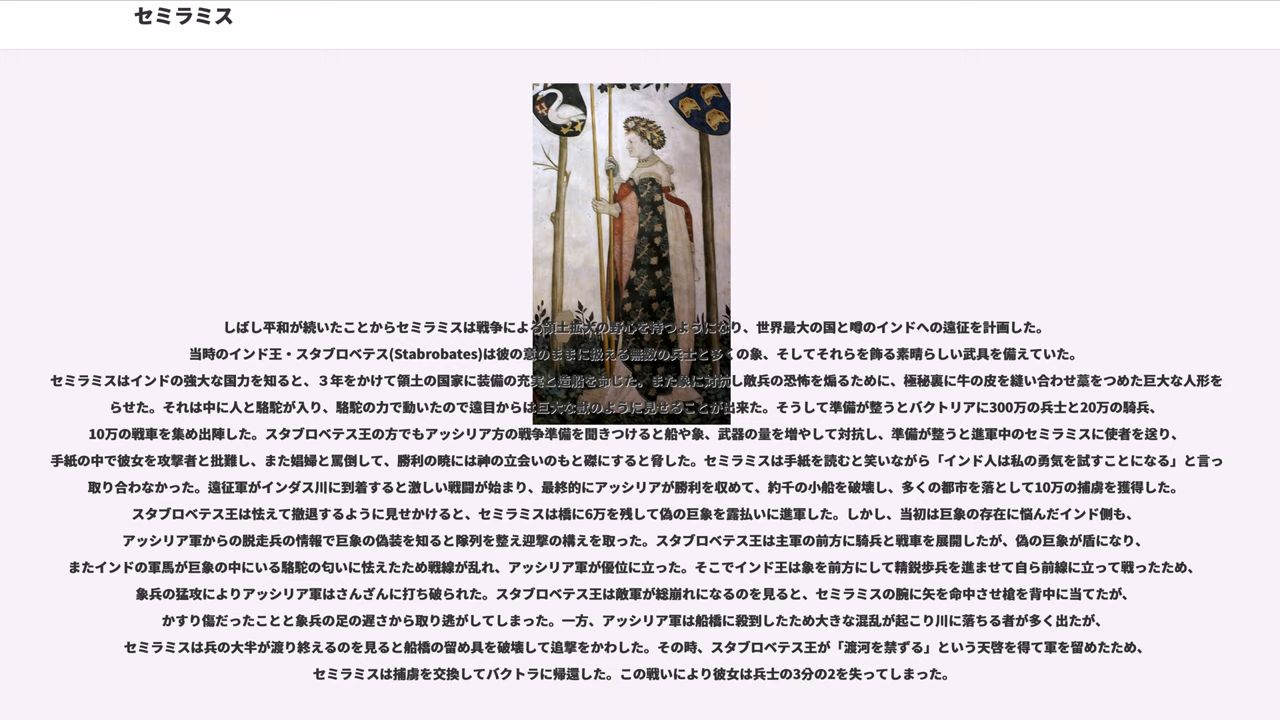 セミラミス
しばし平和が続いたことからセミラミスは戦争による領土拡大の野心を持つようになり、世界最大の国と噂のインドへの遠征を計画した。
当時のインド王・スタブロベテス(Stabrobates)は彼の意のままに扱える無数の兵士と多くの象、そしてそれらを飾る素晴らしい武具を備えていた。
セミラミスはインドの強大な国力を知ると、３年をかけて領土の国家に装備の充実と造船を命じた。また象に対抗し敵兵の恐怖を煽るために、極秘裏に牛の皮を縫い合わせ藁をつめた巨大な人形を
らせた。それは中に人と駱駝が入り、駱駝の力で動いたので遠目からは巨大な獣のように見せることが出来た。そうして準備が整うとバクトリアに300万の兵士と20万の騎兵、
10万の戦車を集め出陣した。スタブロベテス王の方でもアッシリア方の戦争準備を聞きつけると船や象、武器の量を増やして対抗し、準備が整うと進軍中のセミラミスに使者を送り、
手紙の中で彼女を攻撃者と批難し、また娼婦と罵倒して、勝利の暁には神の立会いのもと磔にすると脅した。セミラミスは手紙を読むと笑いながら「インド人は私の勇気を試すことになる」と言っ
取り合わなかった。遠征軍がインダス川に到着すると激しい戦闘が始まり、最終的にアッシリアが勝利を収めて、約千の小船を破壊し、多くの都市を落として10万の捕虜を獲得した。
スタブロベテス王は怯えて撤退するように見せかけると、セミラミスは橋に6万を残して偽の巨象を露払いに進軍した。しかし、当初は巨象の存在に悩んだインド側も、
アッシリア軍からの脱走兵の情報で巨象の偽装を知ると隊列を整え迎撃の構えを取った。スタブロベテス王は主軍の前方に騎兵と戦車を展開したが、偽の巨象が盾になり、
またインドの軍馬が巨象の中にいる駱駝の匂いに怯えたため戦線が乱れ、アッシリア軍が優位に立った。そこでインド王は象を前方にして精鋭歩兵を進ませて自ら前線に立って戦ったため、
象兵の猛攻によりアッシリア軍はさんざんに打ち破られた。スタブロベテス王は敵軍が総崩れになるのを見ると、セミラミスの腕に矢を命中させ槍を背中に当てたが、
かすり傷だったことと象兵の足の遅さから取り逃がしてしまった。一方、アッシリア軍は船橋に殺到したため大きな混乱が起こり川に落ちる者が多く出たが、
セミラミスは兵の大半が渡り終えるのを見ると船橋の留め具を破壊して追撃をかわした。その時、スタブロベテス王が「渡河を禁ずる」という天啓を得て軍を留めたため、
セミラミスは捕虜を交換してバクトラに帰還した。この戦いにより彼女は兵士の3分の2を失ってしまった。